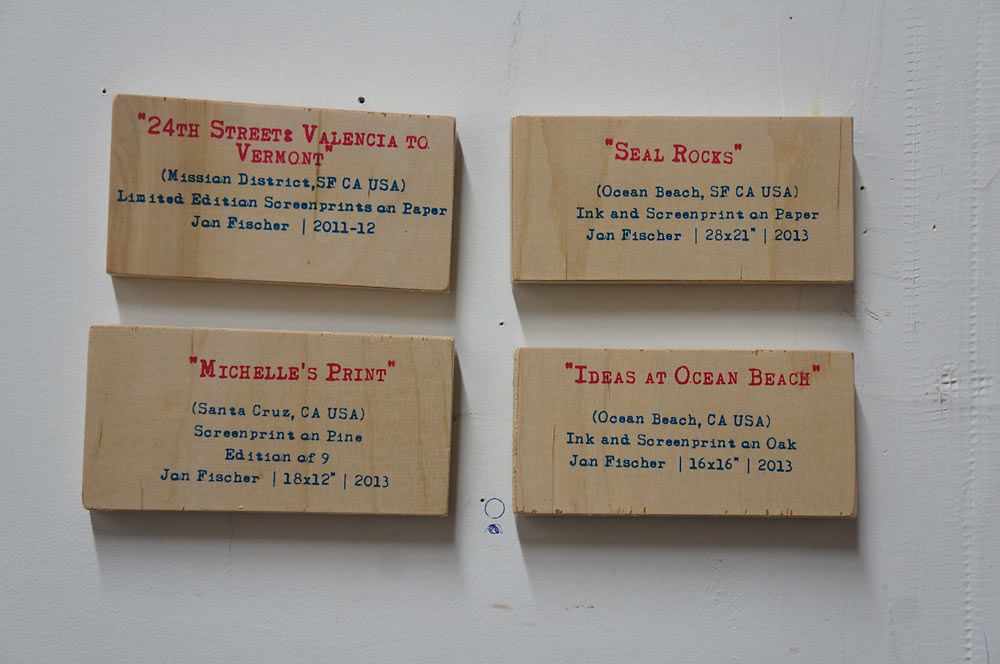 "24th Street: Valencia to
Vermont"
(Mission District,SF CA USA)
Limited Edition Screenprints on Paper
Jon Fischer | 2011-12
"Seal Rocks"
(Ocean Beach, SF CA USA)
Ink and Screenprint on Paper
Jon Fischer | 28x21" | 2013
"Michelle's Print"
(Santa Cruz, CA USA)
Screenprint on Pine
Edition of 9
Jon Fischer | 18x12" | 2013
"Ideas at Ocean Beach"
(Ocean Beach, CA USA)
Ink and Screenprint on Oak
Jon Fischer | 16x16" | 2013